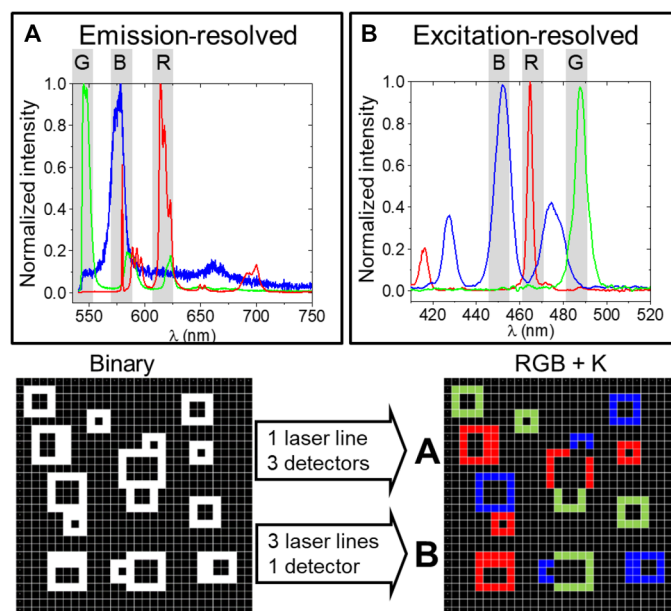 A Emission-resolved
G B R
Normalized intensity
1.0
0.8
0.6
0.4
0.2
0.0
550 600 650 700 750
λ (nm)
B Excitation-resolved
B R G
Normalized intensity
1.0
0.8
0.6
0.4
0.2
0.0
420 440 460 480 500 520
λ (nm)
Binary
RGB + K
1 laser line
3 detectors
A
3 laser lines
1 detector
B